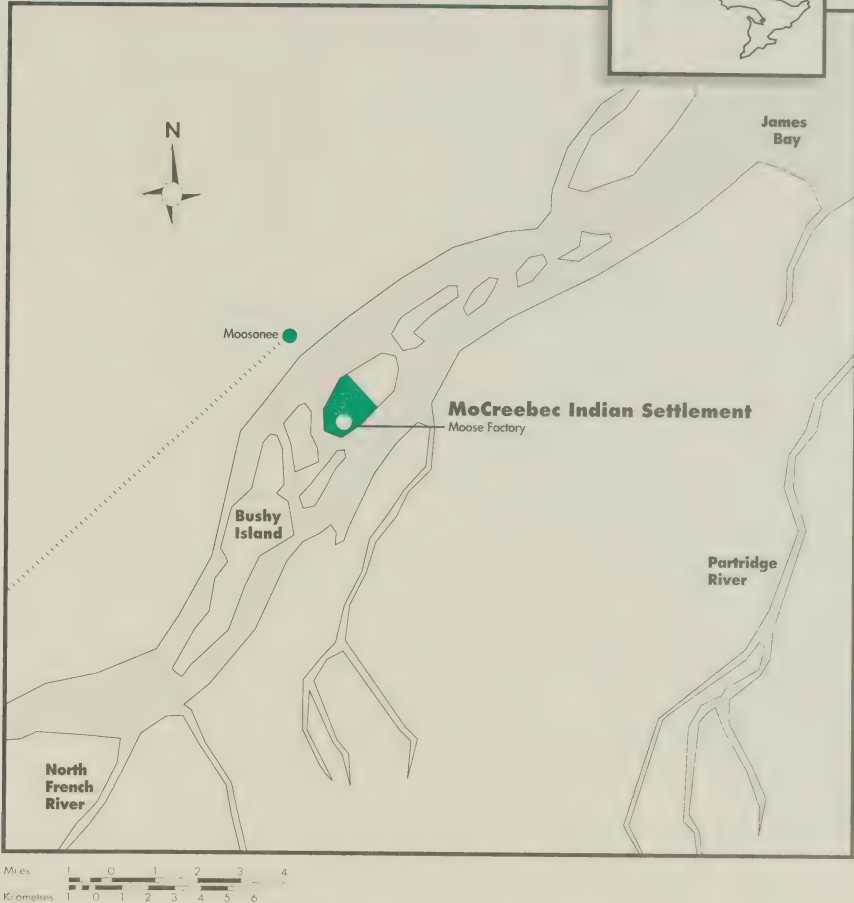 N
James
Bay
Moosonee
MoCreebec Indian Settlement
Moose Factory
Bushy
Island
Partridge
River
North
French
River
Miles 1 0 1 2 3 4
Kilometres 1 0 1 2 3 4 5 6